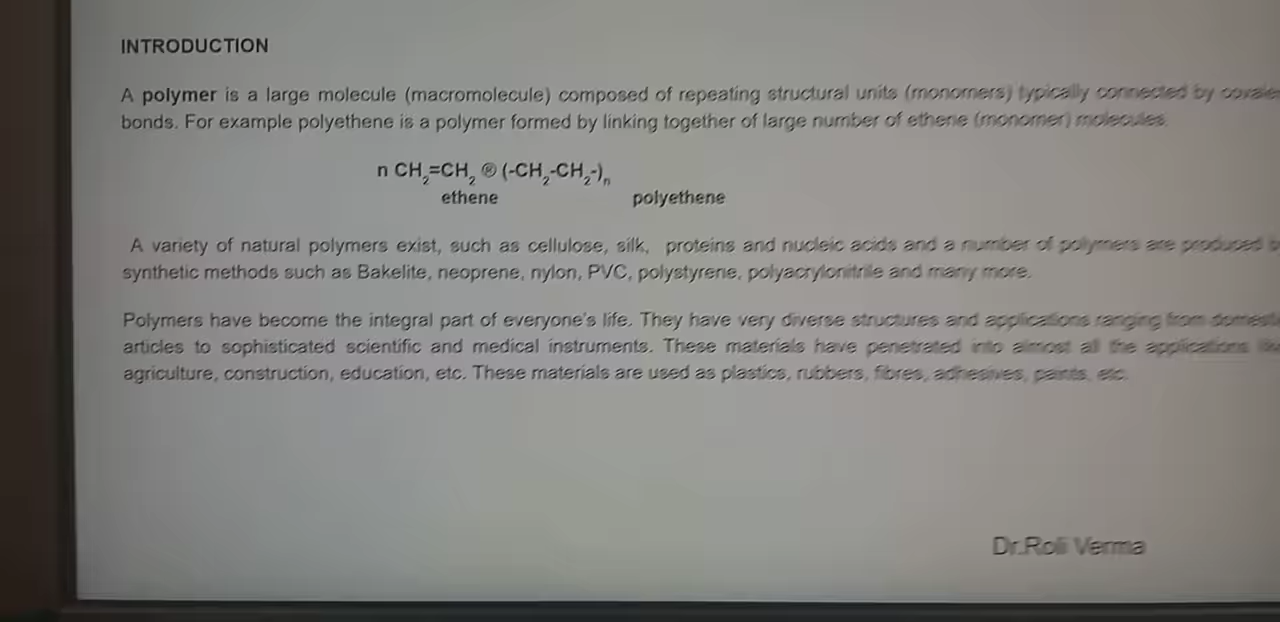 INTRODUCTION
A polymer is a large molecule (macromolecule) composed of repeating structural units (monomers) typically connected by
bonds. For example polyethene is a polymer formed by linking together of large number of ethene (monomer) molecules.
n CH2=CH2 ® (-CH2-CH2-)n
ethene polyethene
A variety of natural polymers exist, such as cellulose, silk, proteins and nucleic acids and a number of polymers are produced
synthetic methods such as Bakelite, neoprene, nylon, PVC, polystyrene, polyacrylonitrile and many more.
Polymers have become the integral part of everyone's life. They have very diverse structures and applications ranging from
articles to sophisticated scientific and medical instruments. These materials have penetrated into almost all the applications
agriculture, construction, education, etc. These materials are used as plastics, rubbers, fibres, adhesives, paints, etc.
Dr.Roli Verma